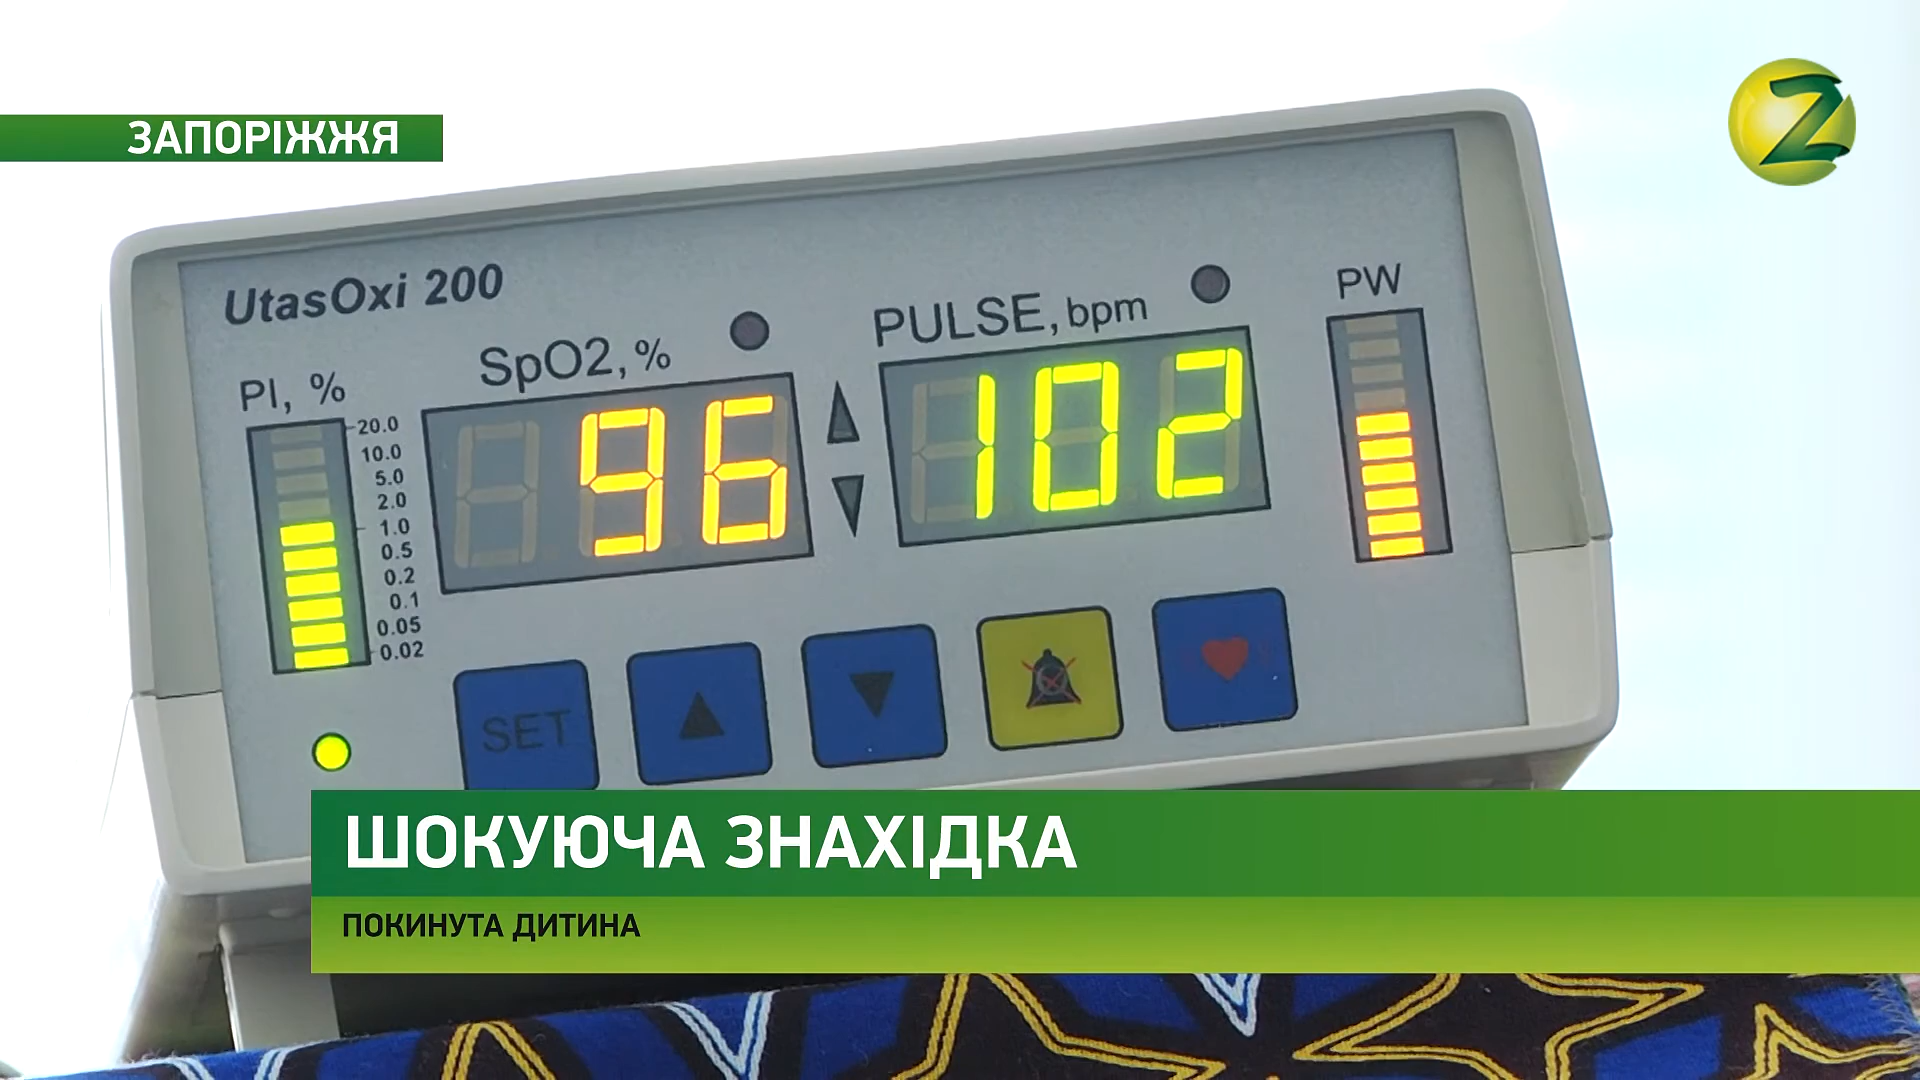 ЗАПОРІЖЖЯ
Z
UtasOxi 200
PI, %
SpO2, %
PULSE, bpm
PW
20.0
10.0
5.0
2.0
1.0
0.5
0.2
0.1
0.05
0.02
96
102
SET
ШОКУЮЧА ЗНАХІДКА
ПОКИНУТА ДИТИНА